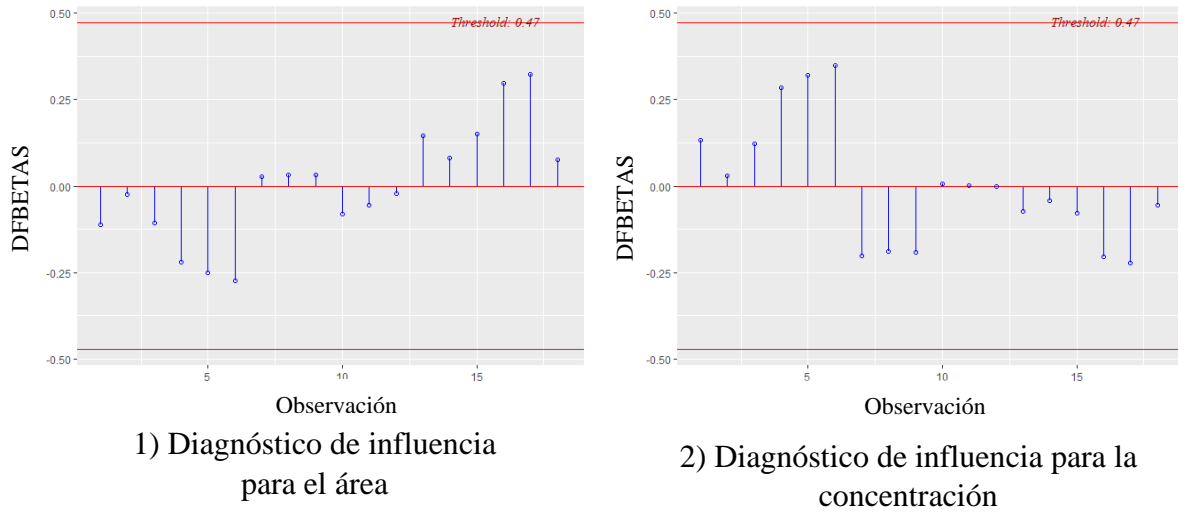 0.50
Threshold: 0.47
0.25
0.00
-0.25
-0.50
DFBETAS
5
10
15
Observación
1) Diagnóstico de influencia
para el área
0.50
Threshold: 0.47
0.25
0.00
-0.25
-0.50
DFBETAS
5
10
15
Observación
2) Diagnóstico de influencia para la
concentración